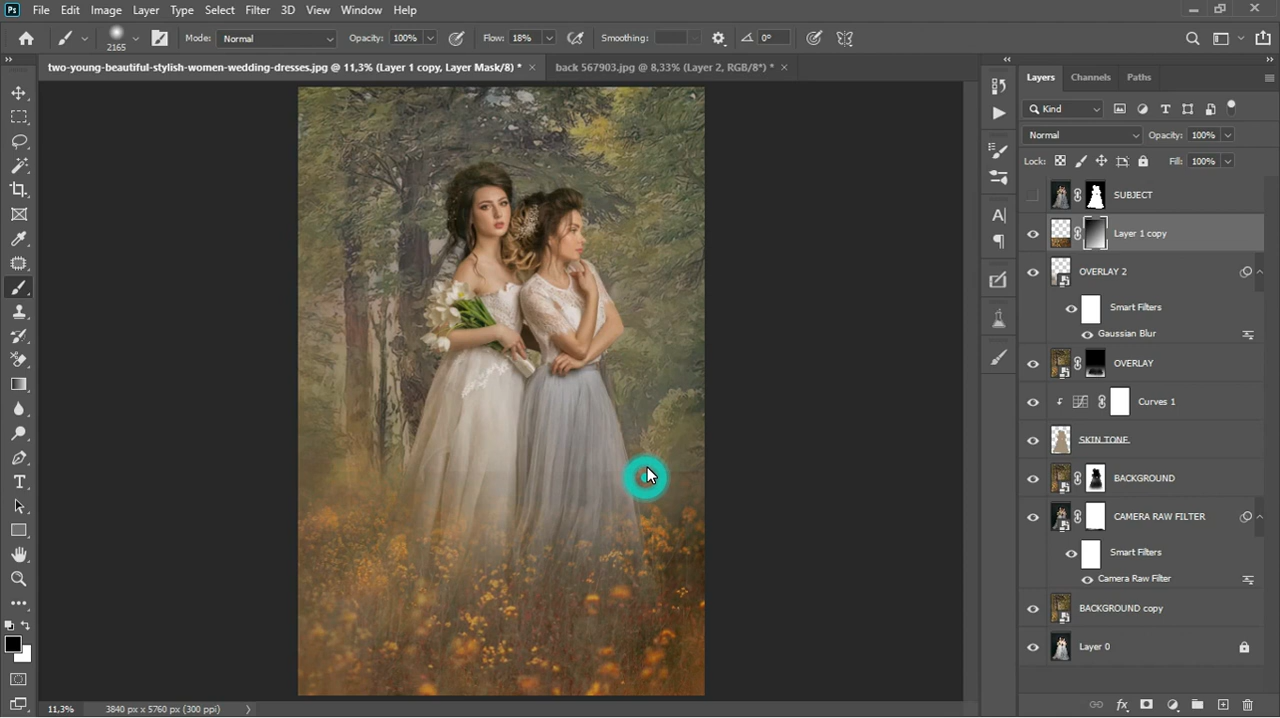 Ps File Edit Image Layer Type Select Filter 3D View Window Help
2165 Mode: Normal Opacity: 100% Flow: 18% Smoothing: 0°
two-young-beautiful-stylish-women-wedding-dresses.jpg @ 11,3% (Layer 1 copy, Layer Mask/8) * × back 567903.jpg @ 8,33% (Layer 2, RGB/8*) * ×
Layers Channels Paths
Kind
Normal Opacity: 100%
Lock: Fill: 100%
SUBJECT
Layer 1 copy
OVERLAY 2
Smart Filters
Gaussian Blur
OVERLAY
Curves 1
SKIN TONE
BACKGROUND
CAMERA RAW FILTER
Smart Filters
Camera Raw Filter
BACKGROUND copy
Layer 0
11,3% 3840 px x 5760 px (300 ppi)